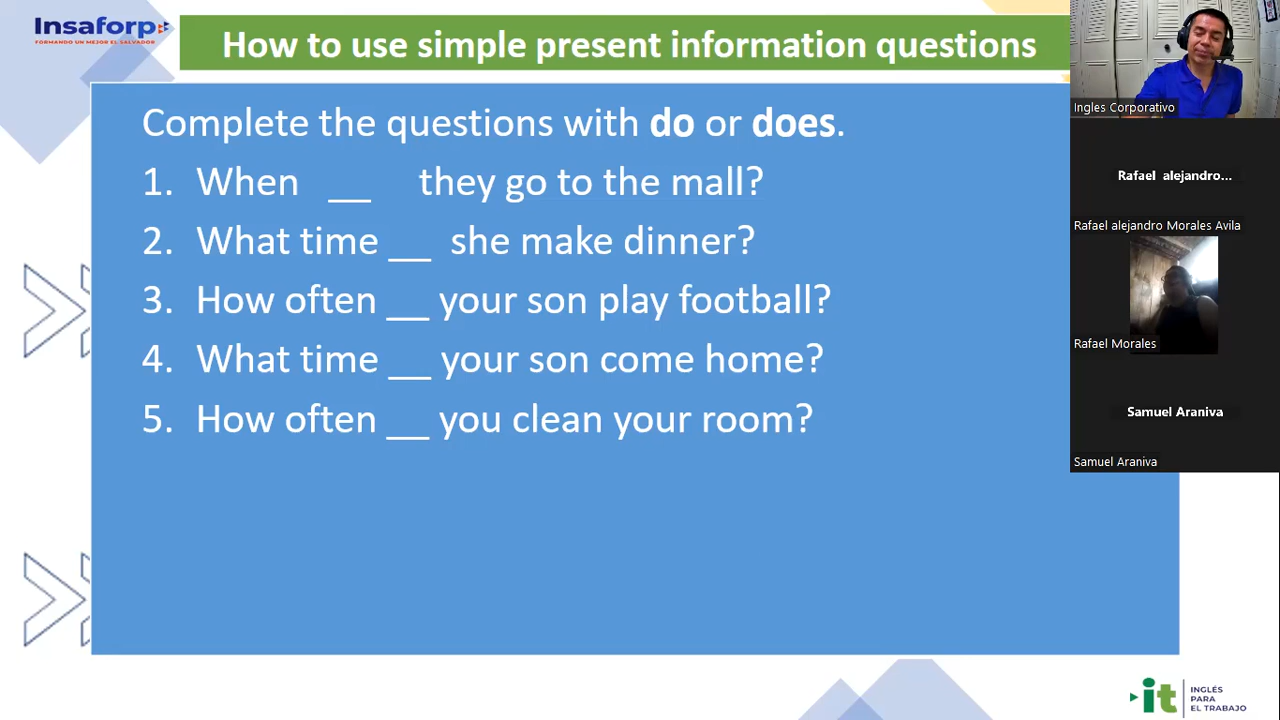 Insaforp
FORMANDO UN MEJOR EL SALVADOR
How to use simple present information questions
Complete the questions with do or does.
1. When __ they go to the mall?
2. What time __ she make dinner?
3. How often __ your son play football?
4. What time __ your son come home?
5. How often __ you clean your room?
Ingles Corporativo
Rafael alejandro...
Rafael alejandro Morales Avila
Rafael Morales
Samuel Araniva
Samuel Araniva
it
INGLÉS
PARA
EL TRABAJO